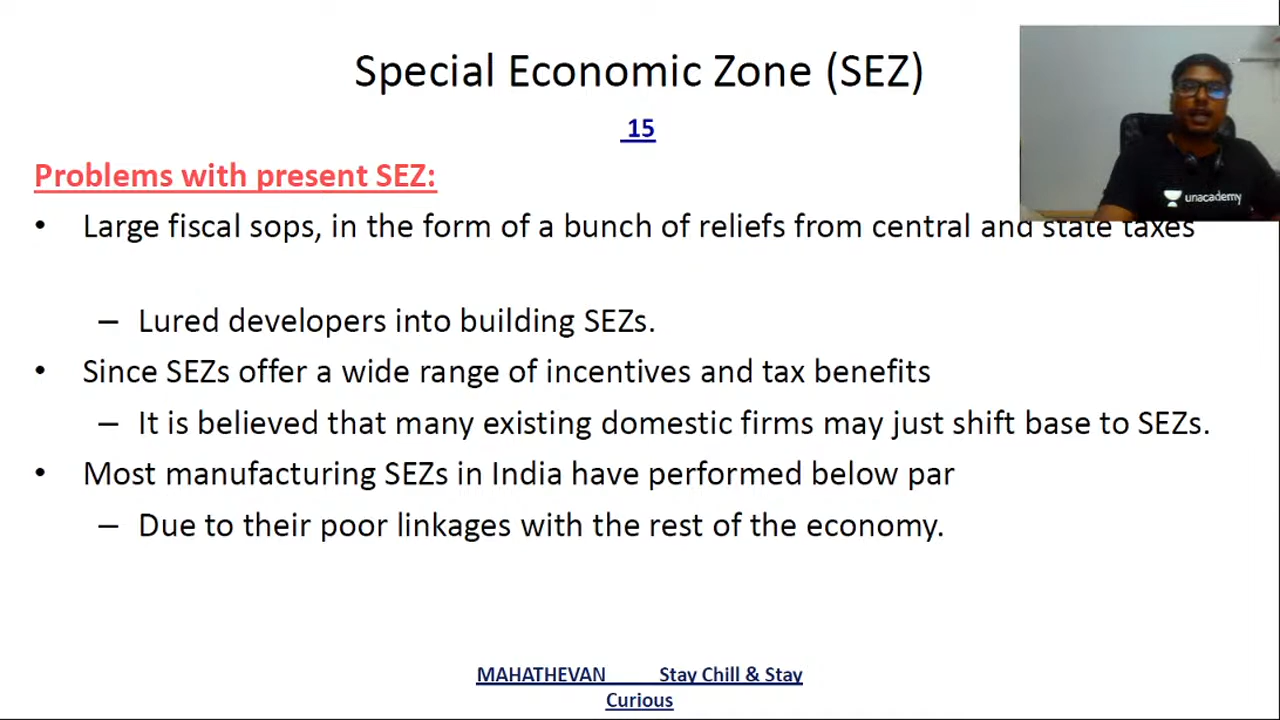 Special Economic Zone (SEZ)
15
Problems with present SEZ:
• Large fiscal sops, in the form of a bunch of reliefs from central and state taxes
– Lured developers into building SEZs.
• Since SEZs offer a wide range of incentives and tax benefits
– It is believed that many existing domestic firms may just shift base to SEZs.
• Most manufacturing SEZs in India have performed below par
– Due to their poor linkages with the rest of the economy.
unacademy
MAHATHEVAN Stay Chill & Stay
Curious